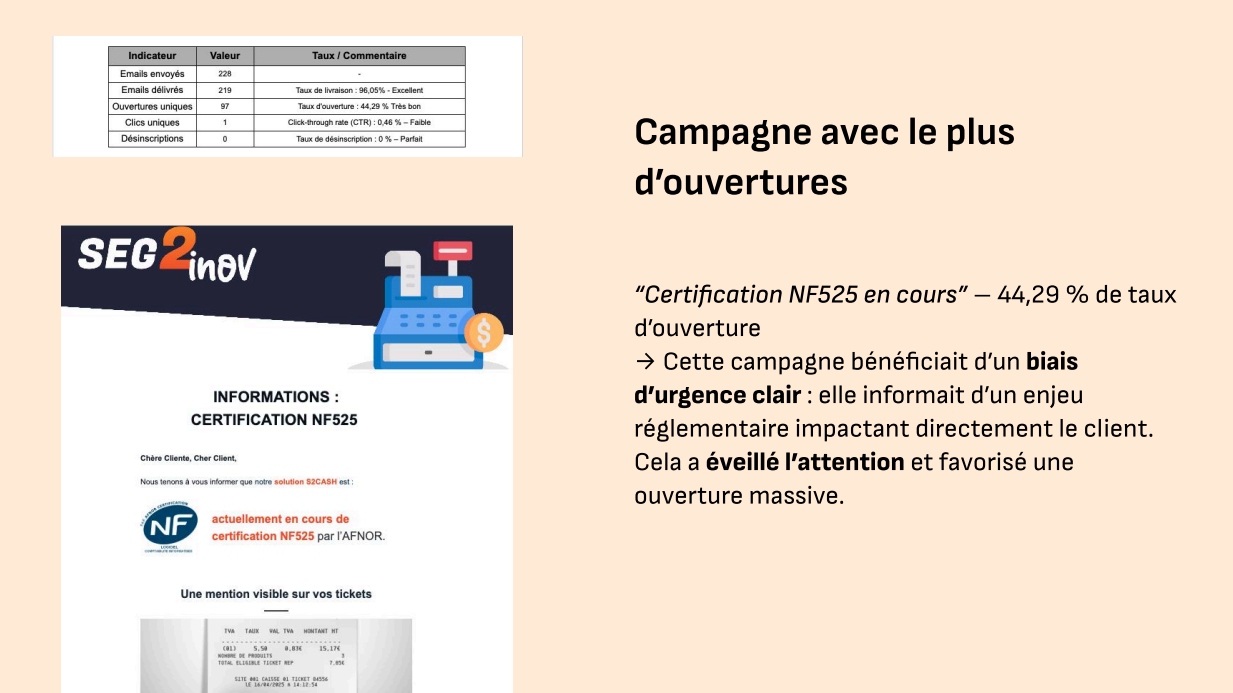 Indicateur Valeur Taux / Commentaire
Emails envoyés 228 -
Emails délivrés 219 Taux de livraison : 96,05% - Excellent
Ouvertures uniques 97 Taux d'ouverture : 44,29 % Très bon
Clics uniques 1 Click-through rate (CTR) : 0,46 % – Faible
Désinscriptions 0 Taux de désinscription : 0 % – Parfait
SEG2inov
INFORMATIONS :
CERTIFICATION NF525
Chère Cliente, Cher Client,
Nous tenons à vous informer que notre solution S2CASH est :
NF
LOGICIEL
actuellement en cours de
certification NF525 par l'AFNOR.
Une mention visible sur vos tickets
TVA TAUX VAL TVA MONTANT HT
(01) 5,50 0,83€ 15,17€
NOMBRE DE PRODUITS 3
TOTAL ELIGIBLE TICKET REP 7,85€
SITE 001 CAISSE 01 TICKET 04556
LE 16/04/2025 A 14:12:54
Campagne avec le plus
d’ouvertures
“Certification NF525 en cours” – 44,29 % de taux
d’ouverture
→ Cette campagne bénéficiait d’un biais
d’urgence clair : elle informait d’un enjeu
réglementaire impactant directement le client.
Cela a éveillé l’attention et favorisé une
ouverture massive.